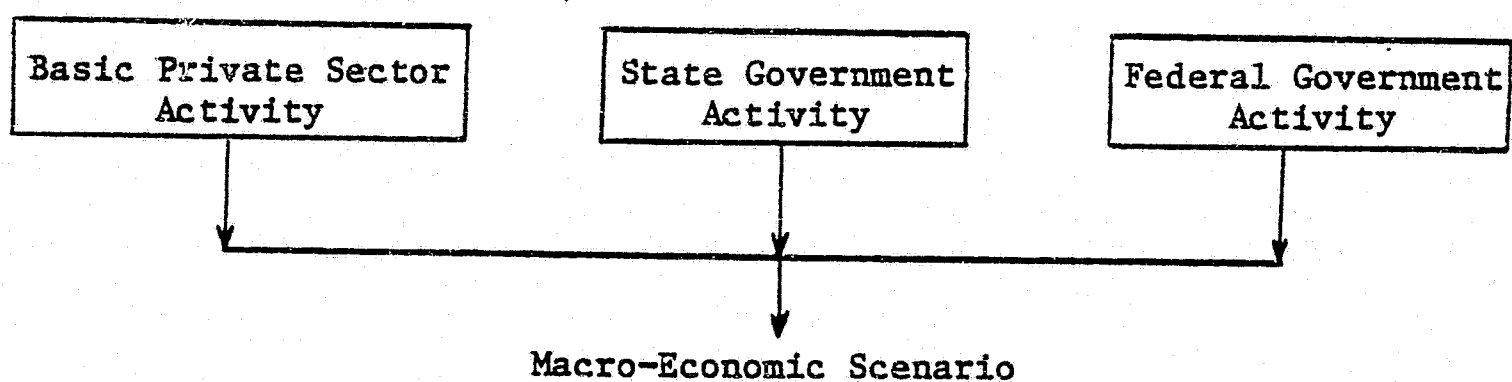 Basic Private Sector
Activity
State Government
Activity
Federal Government
Activity
Macro-Economic Scenario